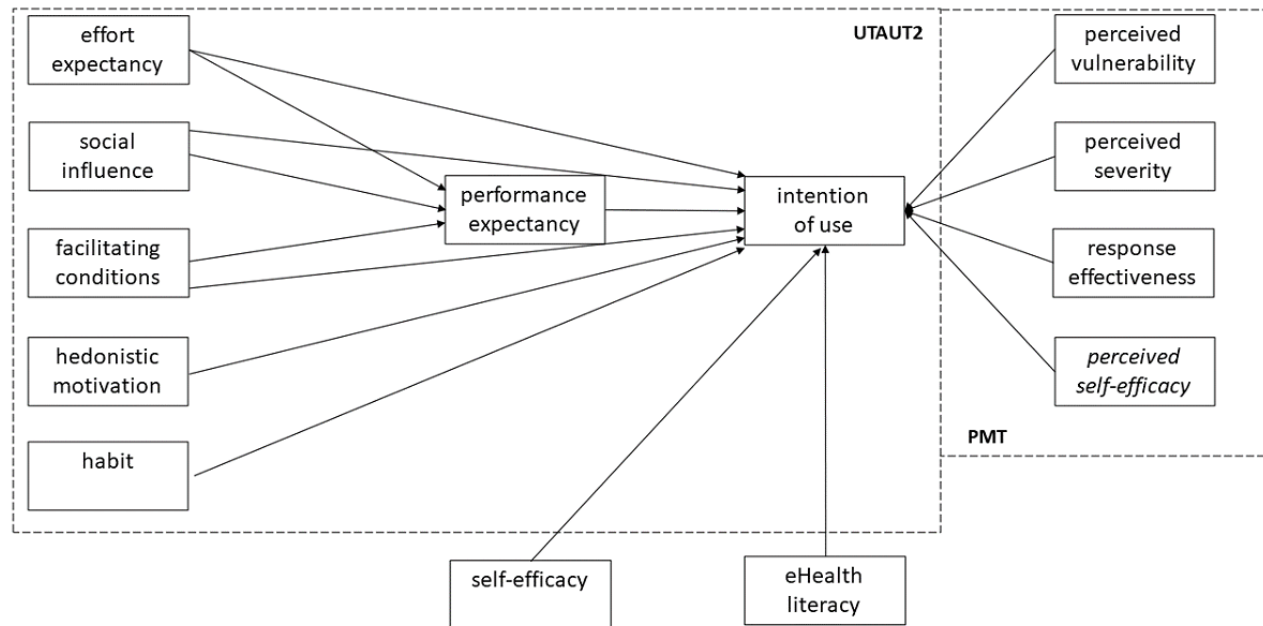 effort
expectancy
UTAUT2
perceived
vulnerability
social
influence
perceived
severity
performance
expectancy
intention
of use
facilitating
conditions
response
effectiveness
hedonistic
motivation
perceived
self-efficacy
PMT
habit
self-efficacy
eHealth
literacy